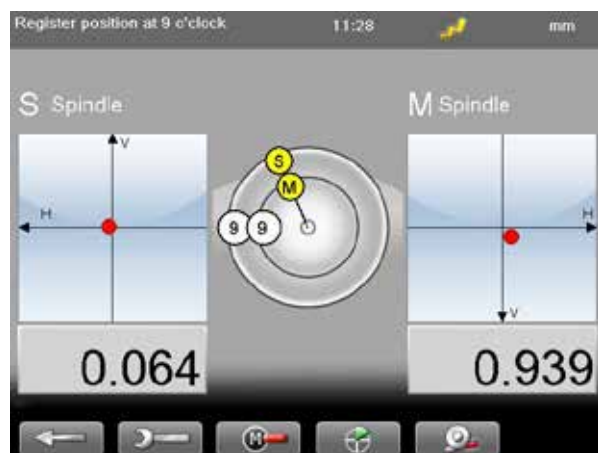 Register position at 9 o'clock 11:28 mm
S Spindle M Spindle
V
H
S
M
9 9
H
V
0.064 0.939
M